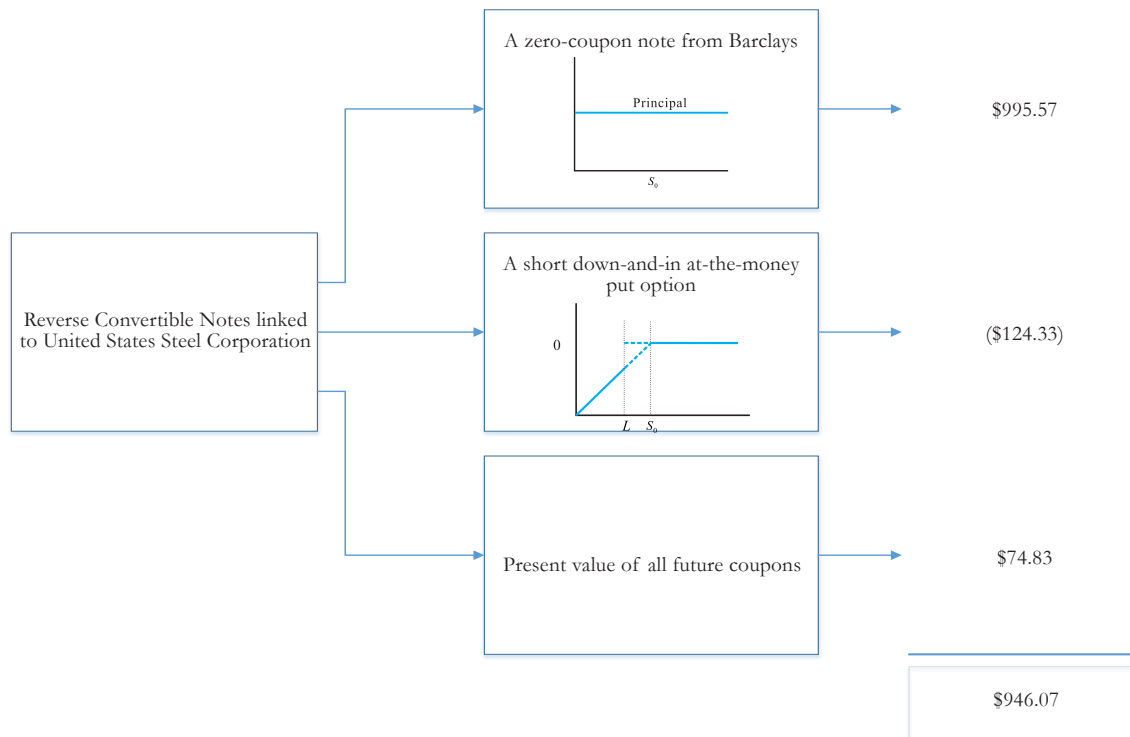 A zero-coupon note from Barclays
Principal
S₀
$995.57
Reverse Convertible Notes linked
to United States Steel Corporation
A short down-and-in at-the-money
put option
0
L S₀
($124.33)
Present value of all future coupons
$74.83
$946.07